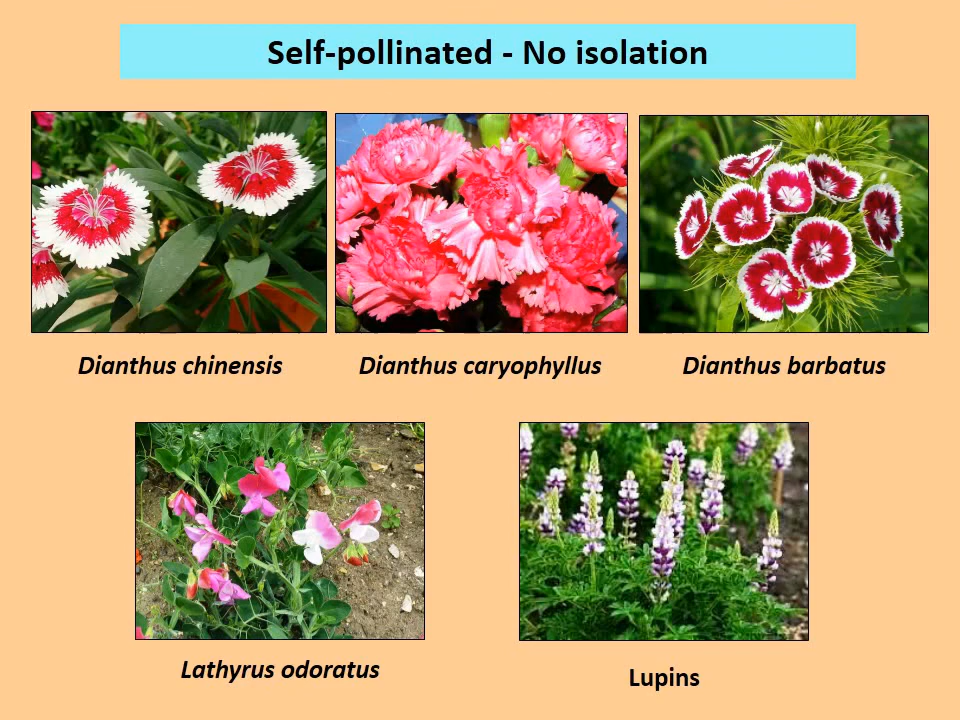 Self-pollinated - No isolation
Dianthus chinensis
Dianthus caryophyllus
Dianthus barbatus
Lathyrus odoratus
Lupins